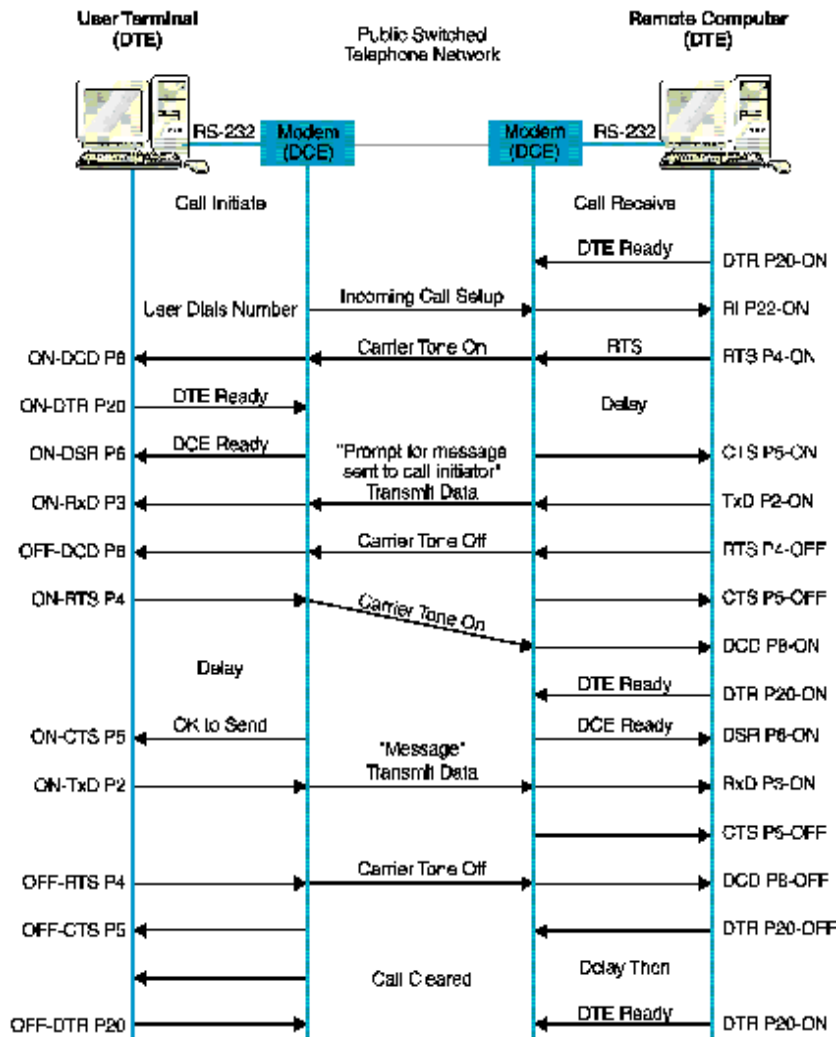 User Terminal
(DTE)
Public Switched
Telephone Network
Remote Computer
(DTE)
RS-232
Modem
(DCE)
Modem
(DCE)
RS-232
Call Initiate
Call Receive
DTE Ready
DTR P20-ON
User Dials Number
Incoming Call Setup
RI P22-ON
ON-DCD P8
Carrier Tone On
RTS
RTS P4-ON
ON-DTR P20
DTE Ready
Delay
ON-DSR P6
DCE Ready
"Prompt for message
sent to call initiator"
CTS P5-ON
ON-RxD P3
Transmit Data
TxD P2-ON
OFF-DCD P8
Carrier Tone Off
RTS P4-OFF
ON-RTS P4
Carrier Tone On
CTS P5-OFF
DCD P8-ON
Delay
DTE Ready
DTR P20-ON
ON-CTS P5
OK to Send
DCE Ready
DSR P6-ON
"Message"
ON-TxD P2
Transmit Data
RxD P3-ON
CTS P5-OFF
OFF-RTS P4
Carrier Tone Off
DCD P8-OFF
OFF-CTS P5
DTR P20-OFF
Call Cleared
Delay Then
OFF-DTR P20
DTE Ready
DTR P20-ON